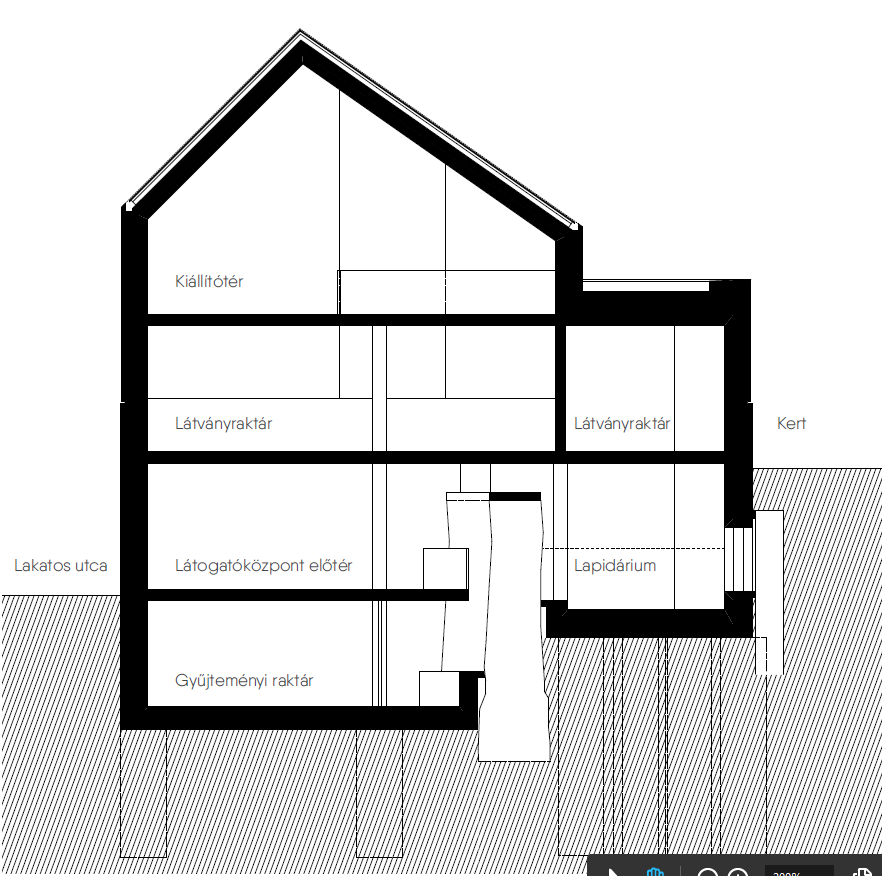 Kiállítótér
Látványraktár
Látványraktár
Kert
Lakatos utca
Látogatóközpont előtér
Lapidárium
Gyűjteményi raktár